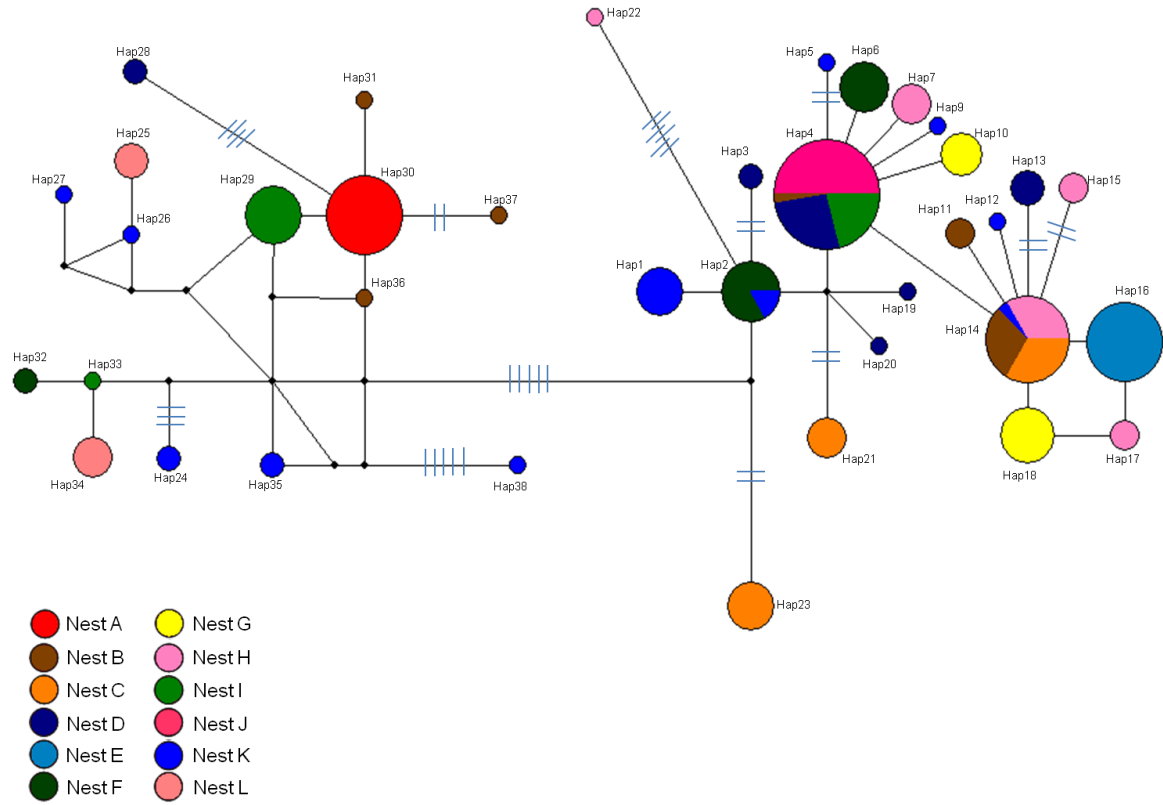 Hap22
Hap28
Hap5
Hap6
Hap31
Hap7
Hap9
Hap25
Hap4
Hap10
Hap3
Hap13
Hap30
Hap29
Hap27
Hap15
Hap12
Hap37
Hap11
Hap26
Hap1
Hap2
Hap36
Hap16
Hap19
Hap14
Hap32
Hap33
Hap20
Hap21
Hap17
Hap18
Hap34
Hap24
Hap35
Hap38
Hap23
Nest A
Nest G
Nest B
Nest H
Nest C
Nest I
Nest D
Nest J
Nest E
Nest K
Nest F
Nest L